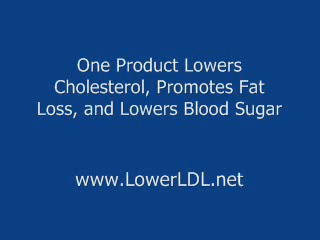 One Product Lowers
Cholesterol, Promotes Fat
Loss, and Lowers Blood Sugar
www.LowerLDL.net